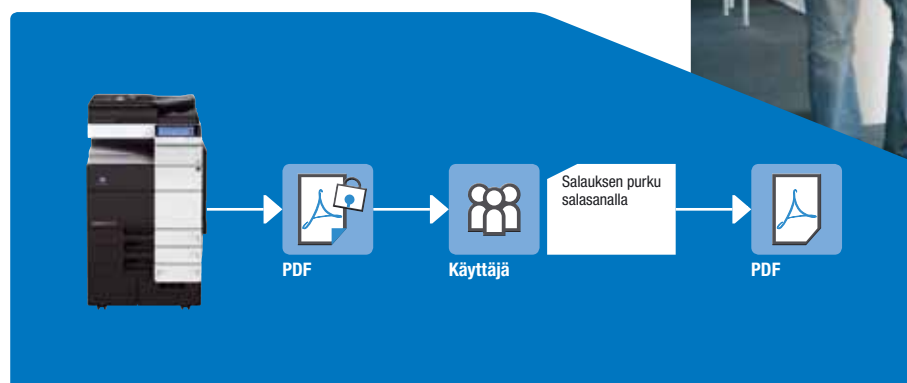 Salauksen purku
salasanalla
PDF
Käyttäjä
PDF